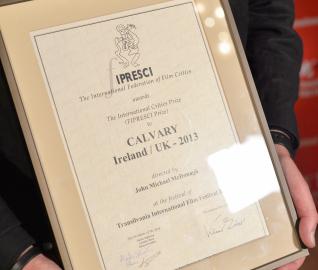 FIPRESCI
The International Federation of Film Critics
awards
The International Critics Prize
(FIPRESCI Prize)
to
CALVARY
Ireland / UK - 2013
directed by
John Michael McDonagh
at the festival of
Transilvania International Film Festival